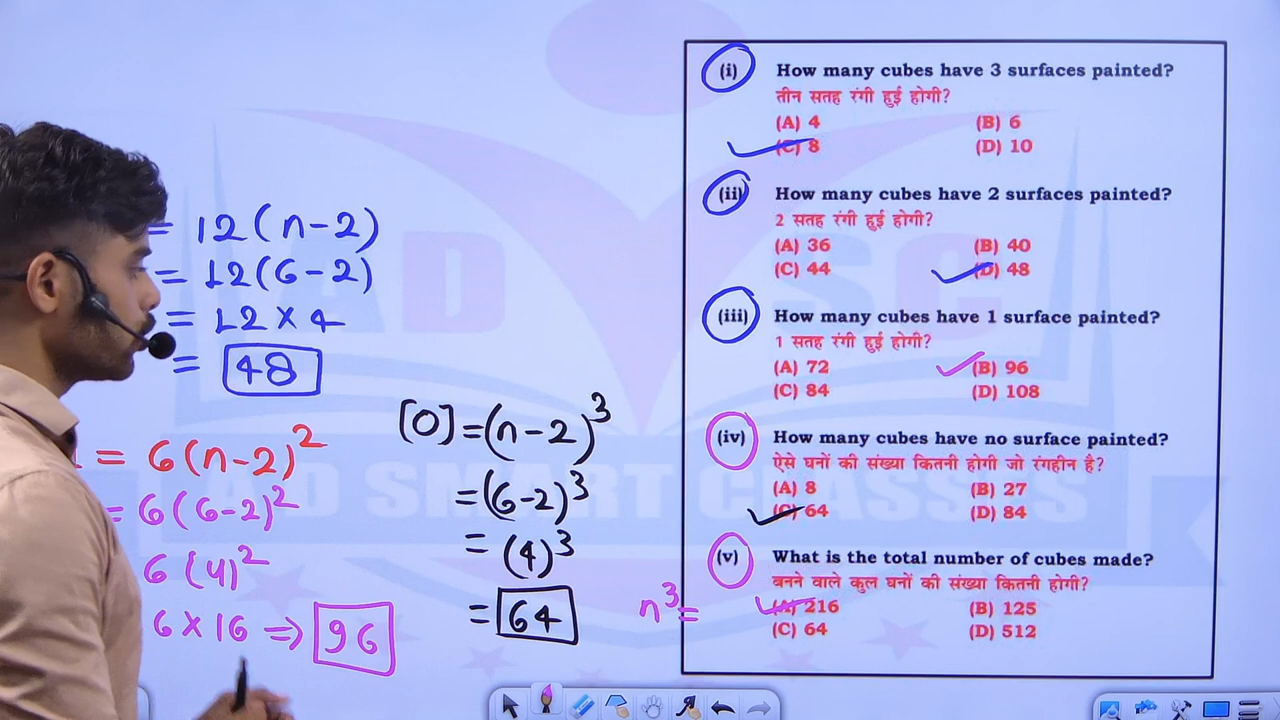 = 12(n-2)
= 12(6-2)
= 12 × 4
= 48
= 6(n-2)²
= 6(6-2)²
6(4)²
6 × 16 ⇒ 96
[0] = (n-2)³
= (6-2)³
= (4)³
= 64
n³ =
(i) How many cubes have 3 surfaces painted?
तीन सतह रंगी हुई होगी?
(A) 4 (B) 6
(C) 8 (D) 10
(ii) How many cubes have 2 surfaces painted?
2 सतह रंगी हुई होगी?
(A) 36 (B) 40
(C) 44 (D) 48
(iii) How many cubes have 1 surface painted?
1 सतह रंगी हुई होगी?
(A) 72 (B) 96
(C) 84 (D) 108
(iv) How many cubes have no surface painted?
ऐसे घनों की संख्या कितनी होगी जो रंगहीन है?
(A) 8 (B) 27
(C) 64 (D) 84
(v) What is the total number of cubes made?
बनने वाले कुल घनों की संख्या कितनी होगी?
(A) 216 (B) 125
(C) 64 (D) 512
AD SC
AD SMART CLASSES